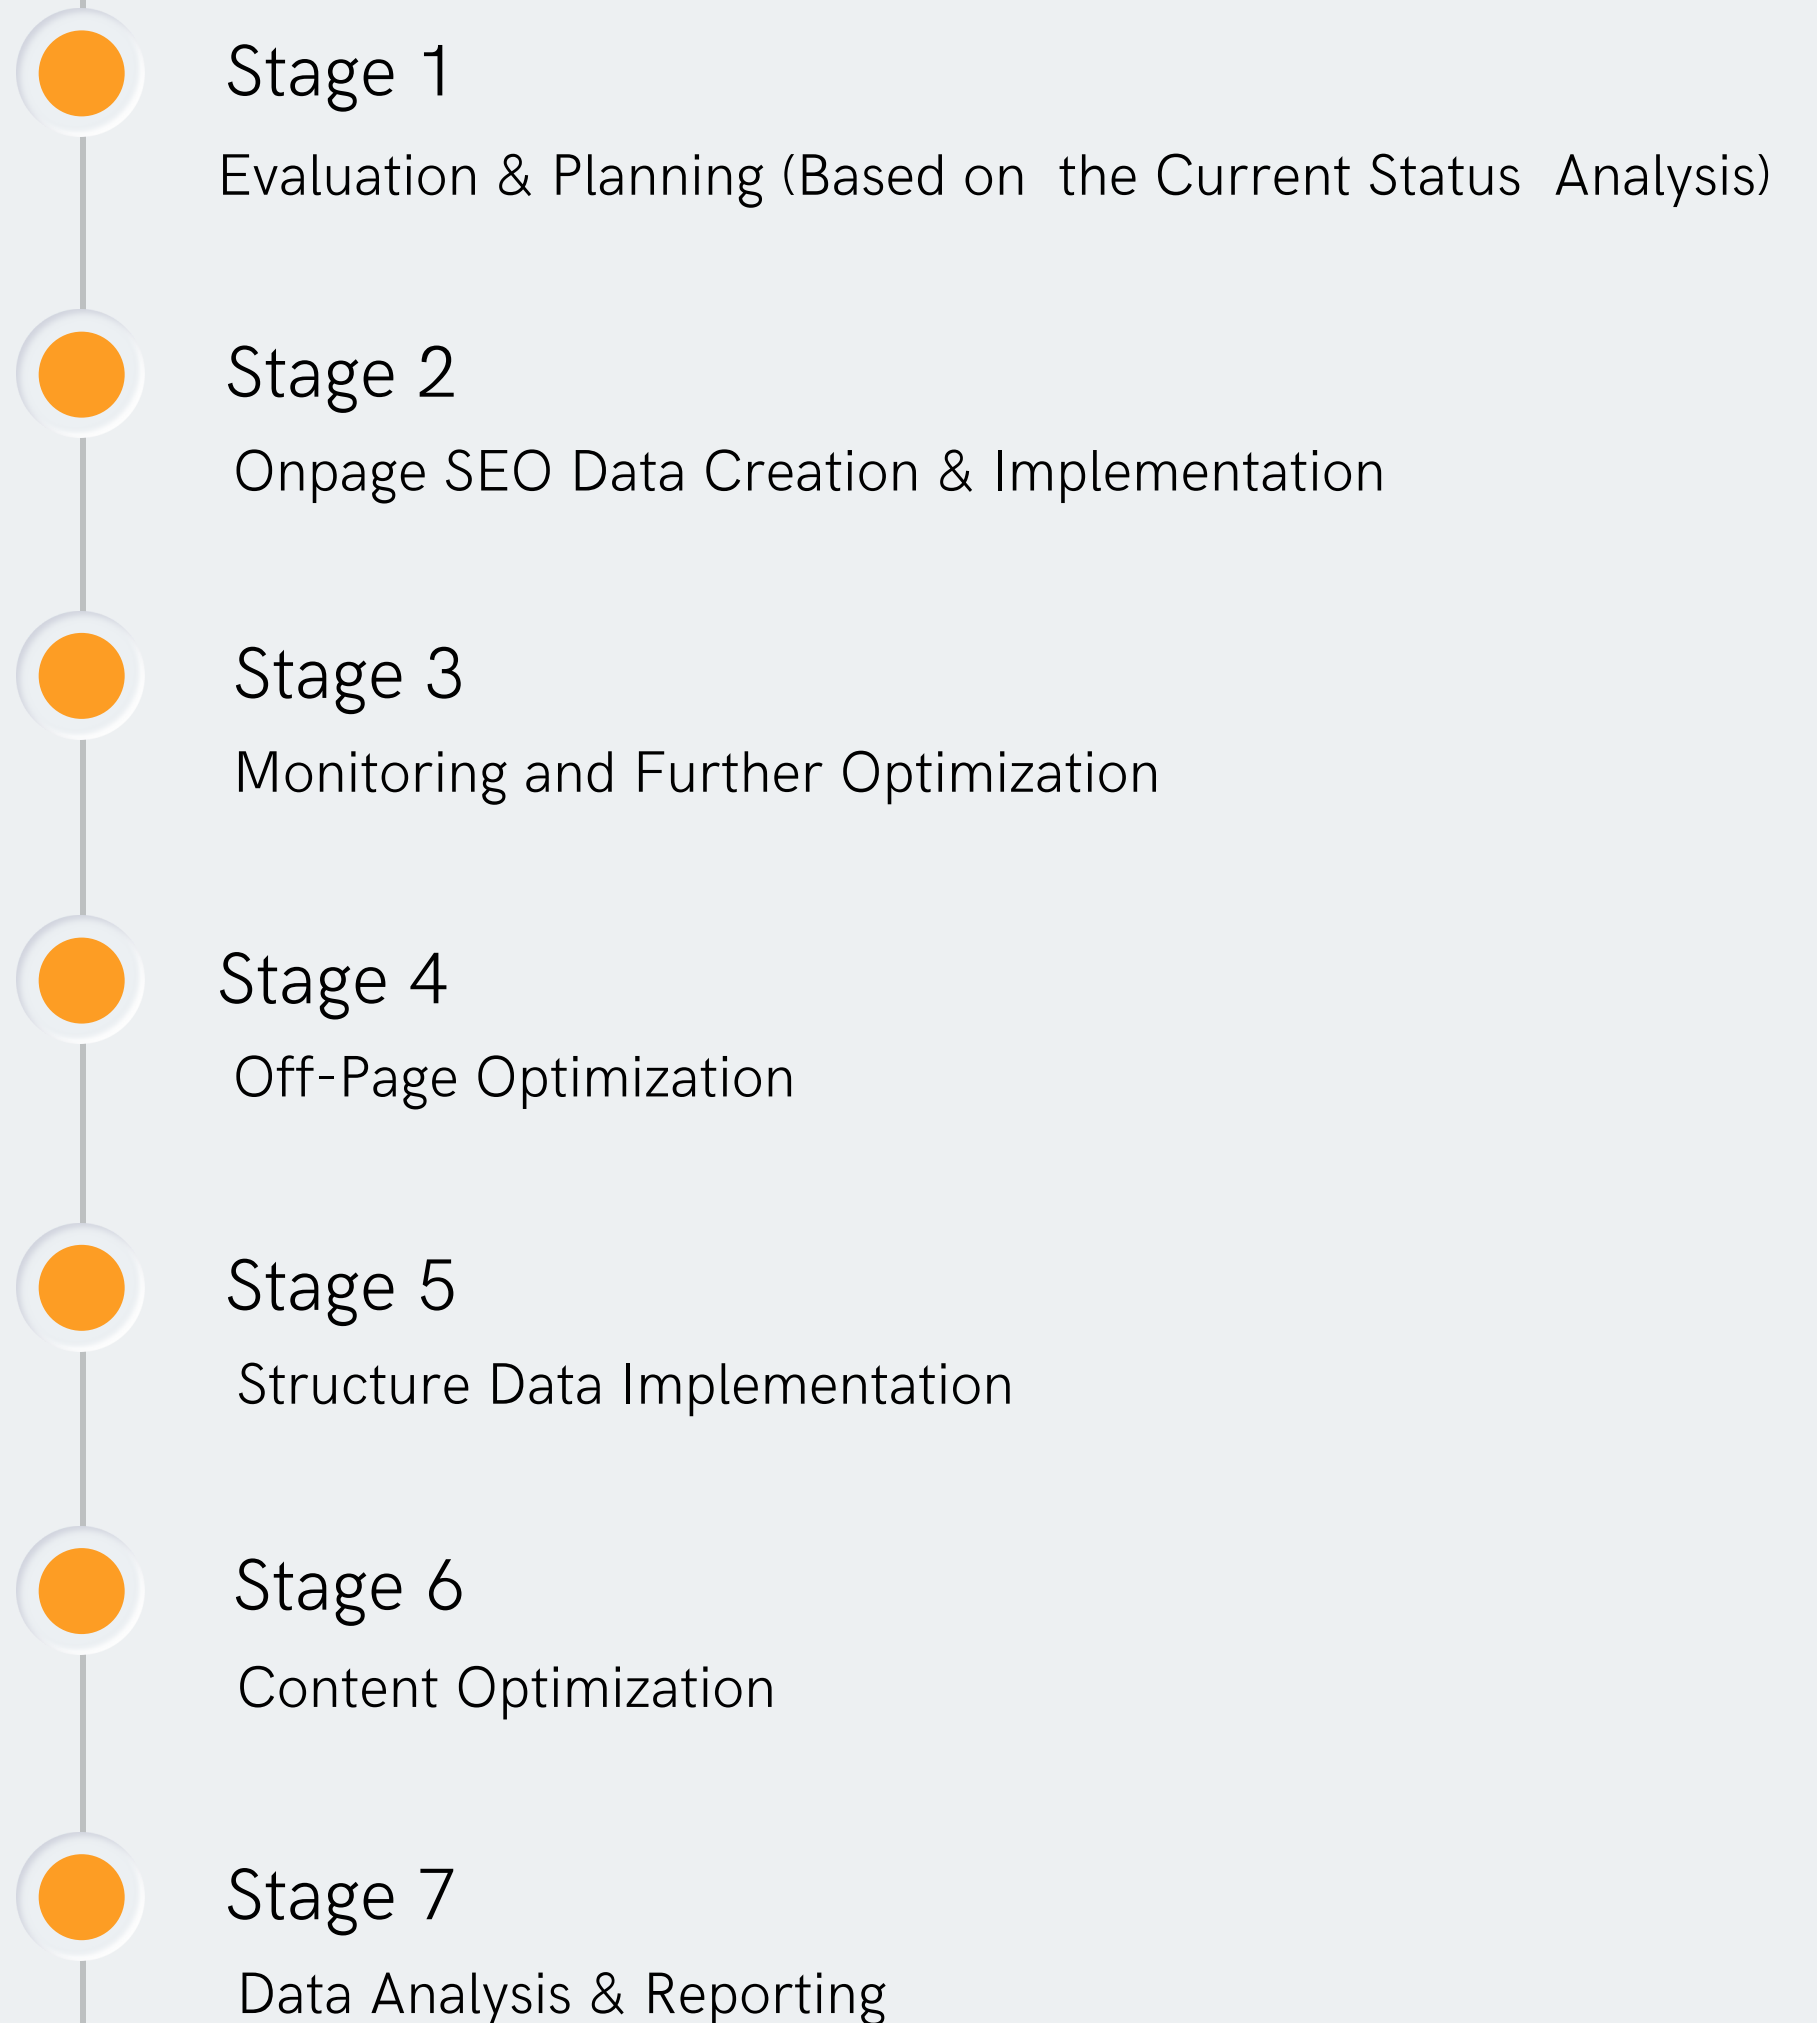 Stage 1
Evaluation & Planning (Based on the Current Status Analysis)
Stage 2
Onpage SEO Data Creation & Implementation
Stage 3
Monitoring and Further Optimization
Stage 4
Off-Page Optimization
Stage 5
Structure Data Implementation
Stage 6
Content Optimization
Stage 7
Data Analysis & Reporting